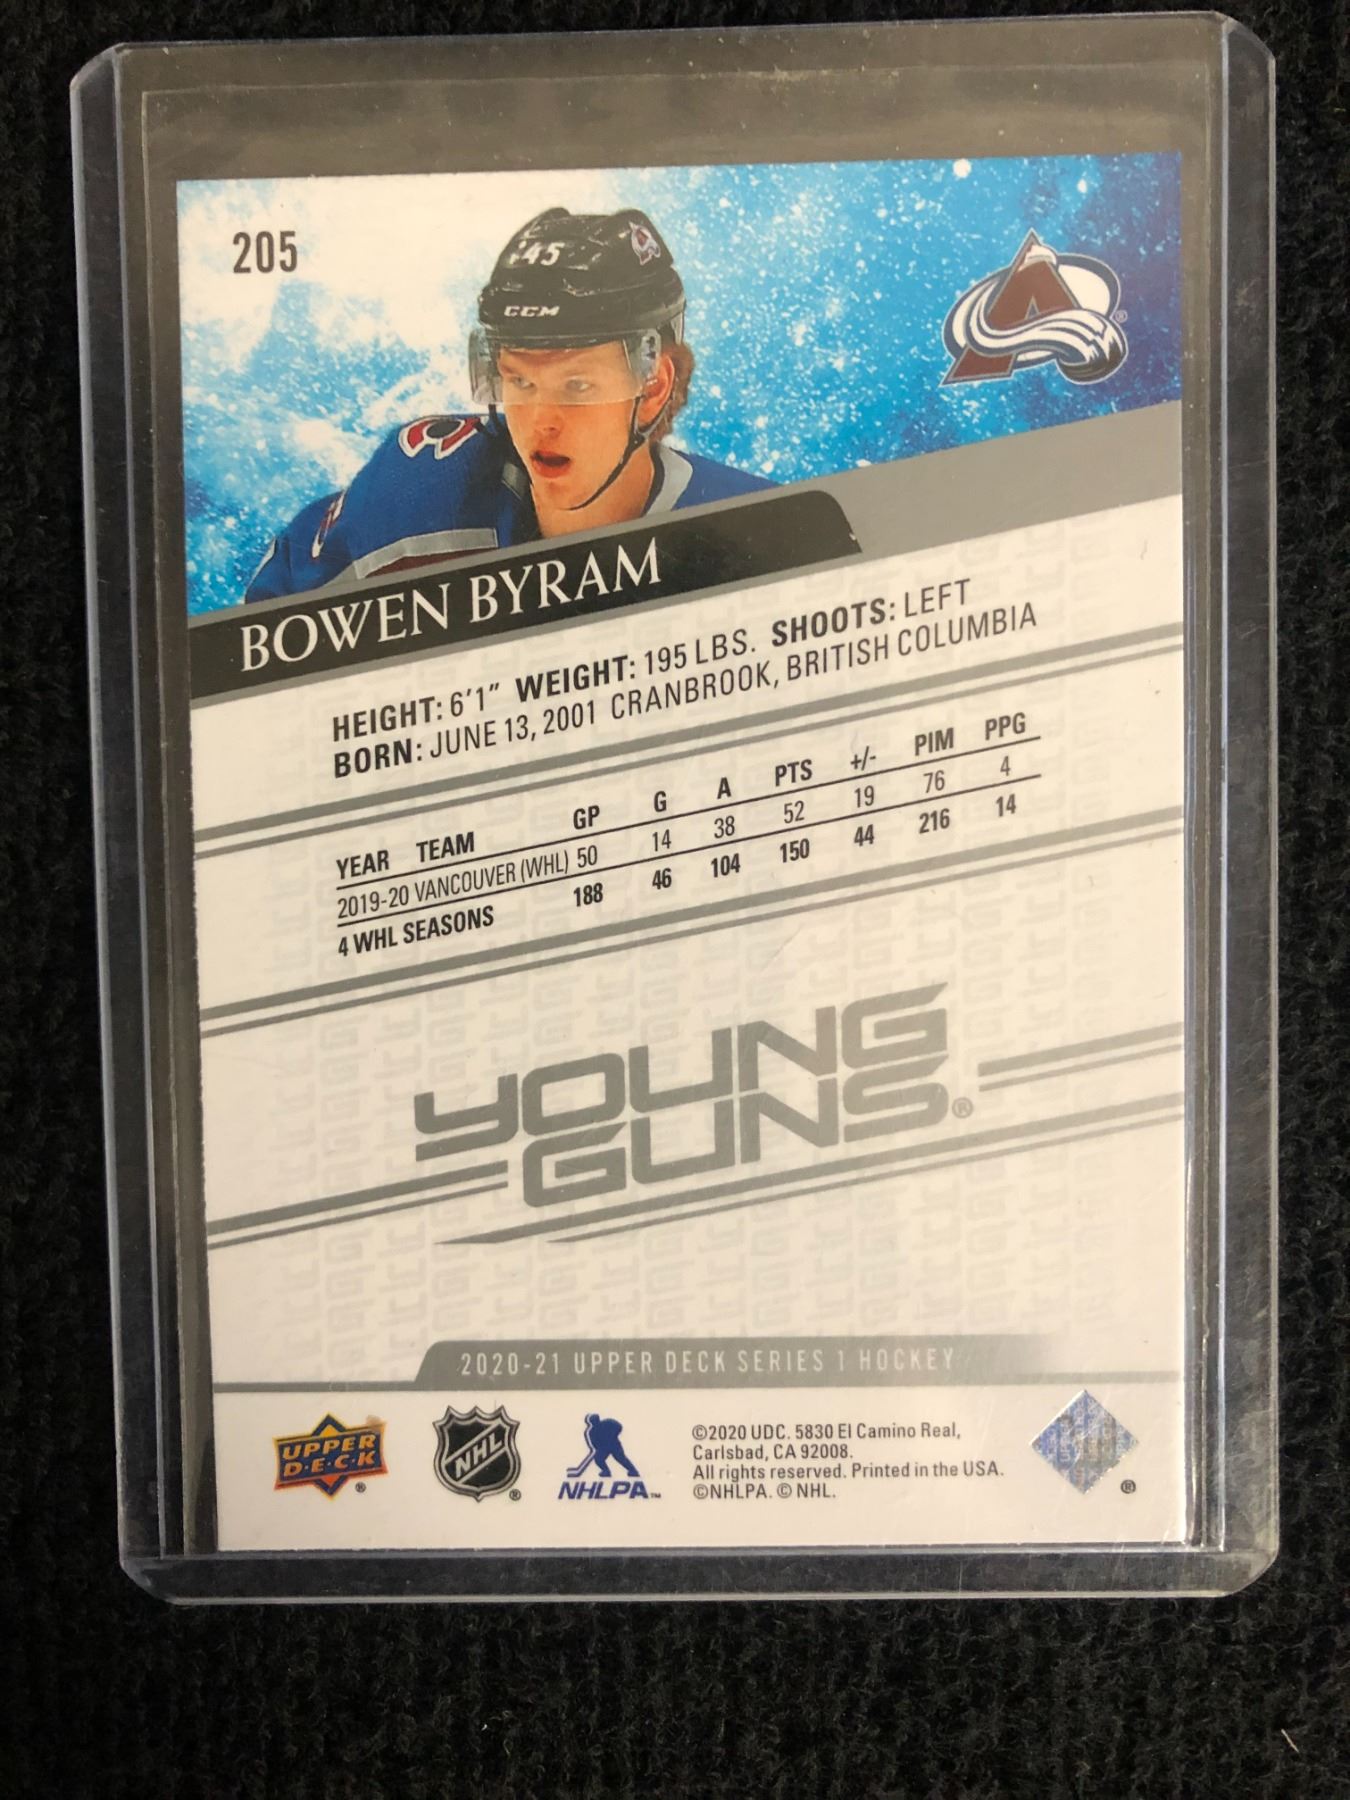 205
45
CCM
BOWEN BYRAM
HEIGHT: 6'1" WEIGHT: 195 LBS. SHOOTS: LEFT
BORN: JUNE 13, 2001 CRANBROOK, BRITISH COLUMBIA
YEAR TEAM GP G A PTS +/- PIM PPG
2019-20 VANCOUVER (WHL) 50 14 38 52 19 76 4
4 WHL SEASONS 188 46 104 150 44 216 14
YOUNG
GUNS®
2020-21 UPPER DECK SERIES 1 HOCKEY
UPPER
D·E·C·K ®
NHL ®
NHLPA™
©2020 UDC. 5830 El Camino Real,
Carlsbad, CA 92008.
All rights reserved. Printed in the USA.
©NHLPA. © NHL.
®